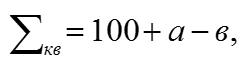 ∑кв = 100 + а − в,